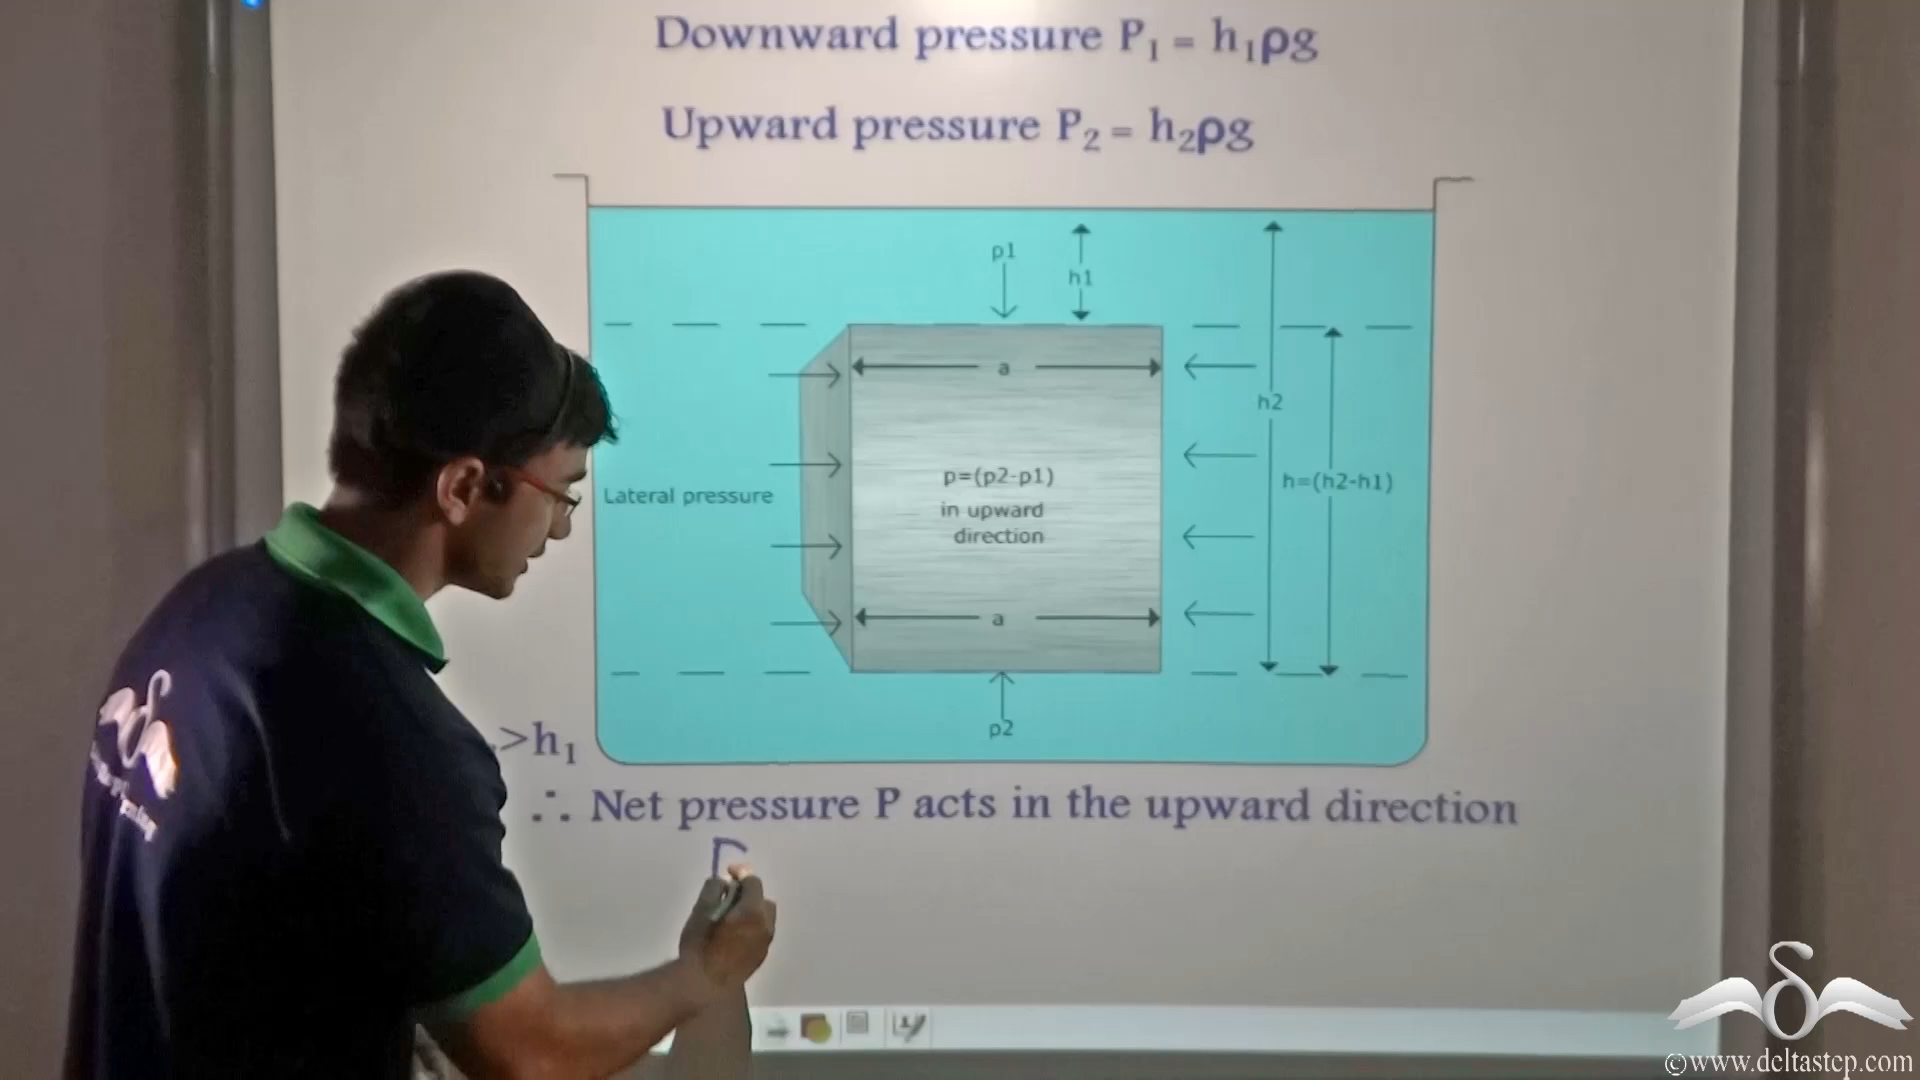 Downward pressure P₁ = h₁ρg
Upward pressure P₂ = h₂ρg
p1
h1
a
h2
p=(p2-p1)
in upward
direction
h=(h2-h1)
Lateral pressure
a
p2
>h₁
∴ Net pressure P acts in the upward direction
©www.deltastep.com